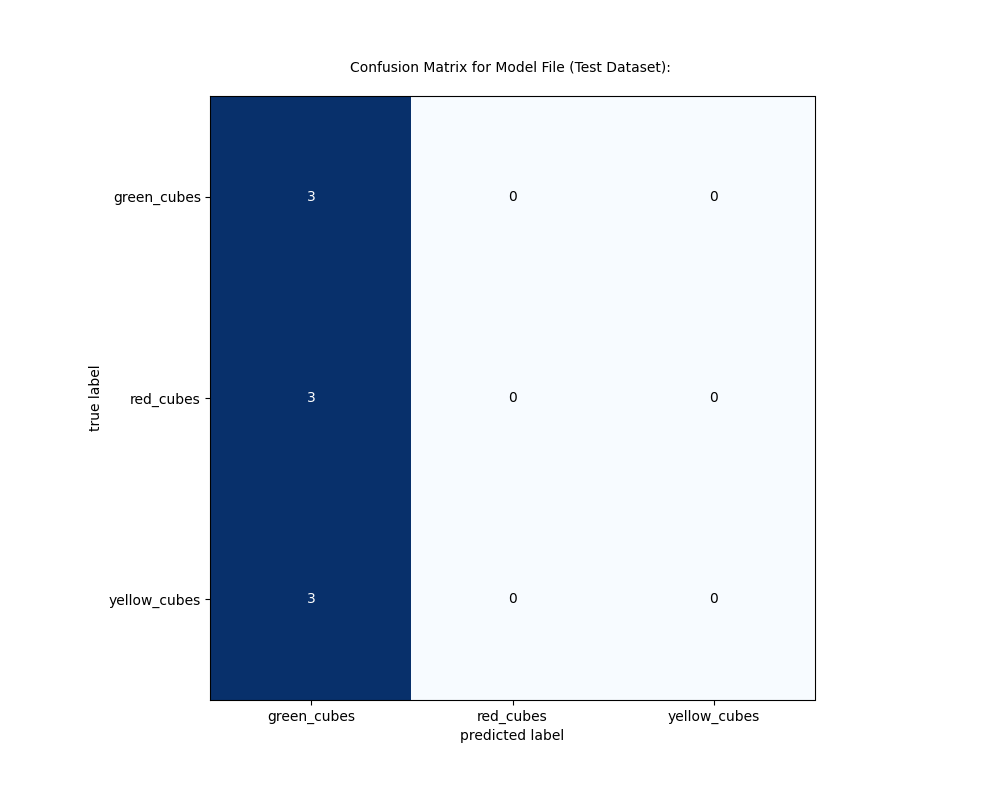 Confusion Matrix for Model File (Test Dataset):
green_cubes 3 0 0
true label
red_cubes 3 0 0
yellow_cubes 3 0 0
green_cubes red_cubes yellow_cubes
predicted label